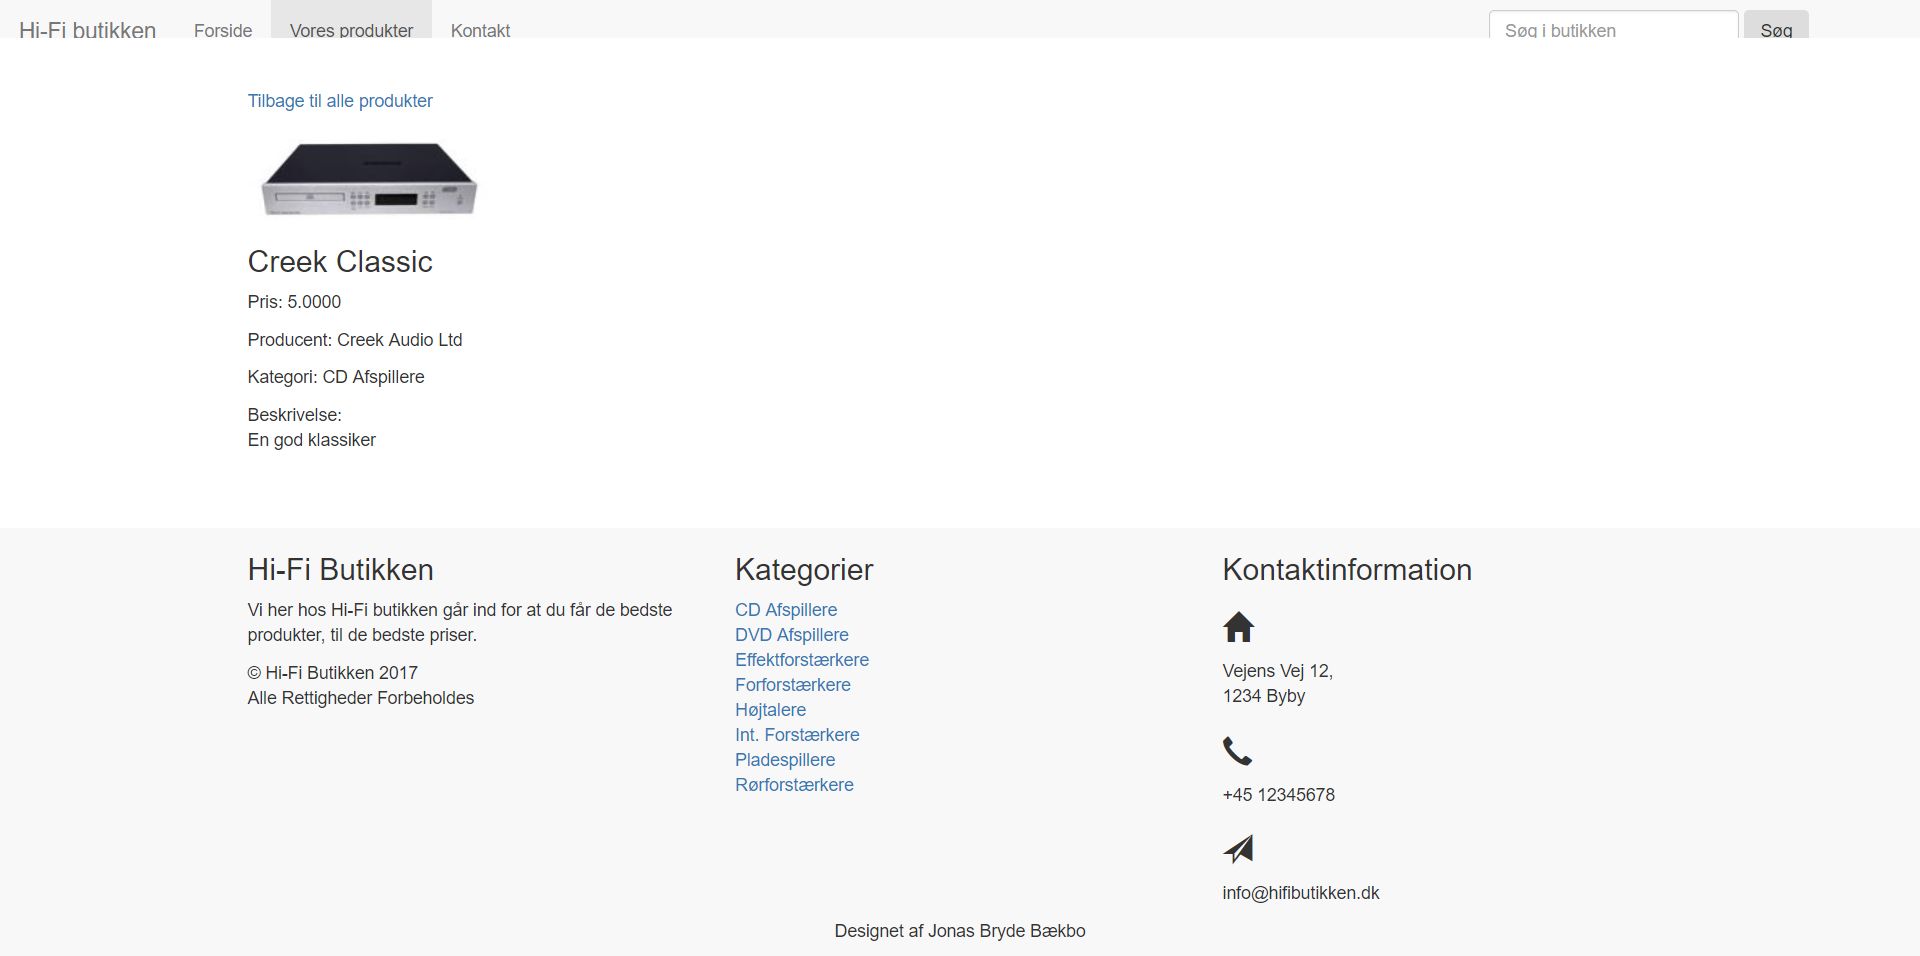 Hi-Fi butikken
Forside
Vores produkter
Kontakt
Søg i butikken
Søg
Tilbage til alle produkter
Creek Classic
Pris: 5.0000
Producent: Creek Audio Ltd
Kategori: CD Afspillere
Beskrivelse:
En god klassiker
Hi-Fi Butikken
Vi her hos Hi-Fi butikken går ind for at du får de bedste
produkter, til de bedste priser.
© Hi-Fi Butikken 2017
Alle Rettigheder Forbeholdes
Kategorier
CD Afspillere
DVD Afspillere
Effektforstærkere
Forforstærkere
Højtalere
Int. Forstærkere
Pladespillere
Rørforstærkere
Kontaktinformation
Vejens Vej 12,
1234 Byby
+45 12345678
info@hifibutikken.dk
Designet af Jonas Bryde Bækbo